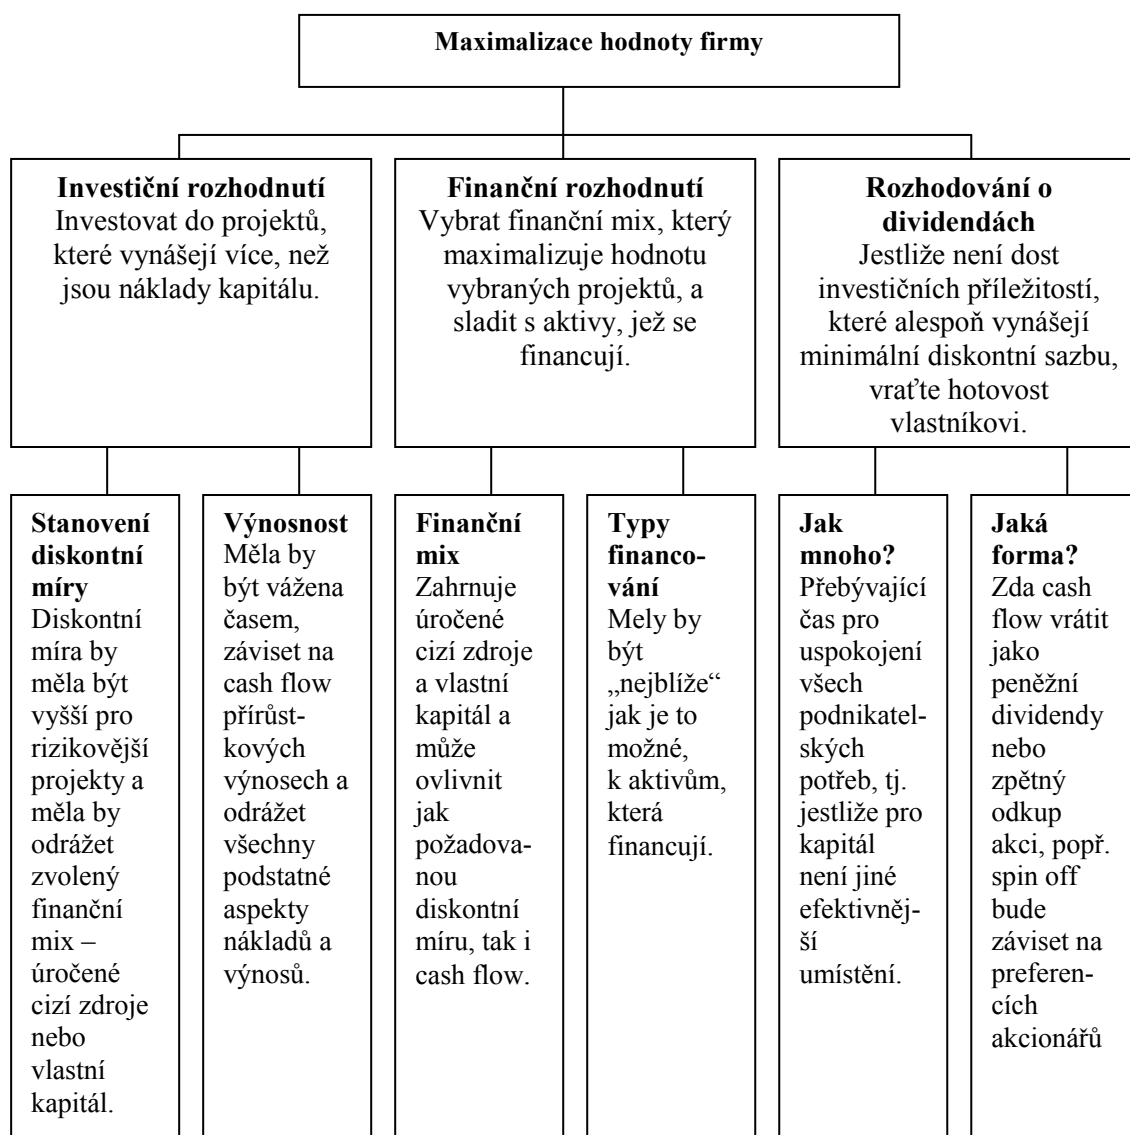 Maximalizace hodnoty firmy
Investiční rozhodnutí
Investovat do projektů,
které vynášejí více, než
jsou náklady kapitálu.
Finanční rozhodnutí
Vybrat finanční mix, který
maximalizuje hodnotu
vybraných projektů, a
sladit s aktivy, jež se
financují.
Rozhodování o
dividendách
Jestliže není dost
investičních příležitostí,
které alespoň vynášejí
minimální diskontní sazbu,
vraťte hotovost
vlastníkovi.
Stanovení
diskontní
míry
Diskontní
míra by
měla být
vyšší pro
rizikovější
projekty a
měla by
odrážet
zvolený
finanční
mix –
úročené
cizí zdroje
nebo
vlastní
kapitál.
Výnosnost
Měla by
být vážena
časem,
záviset na
cash flow
přírůst-
kových
výnosech a
odrážet
všechny
podstatné
aspekty
nákladů a
výnosů.
Finanční
mix
Zahrnuje
úročené
cizí zdroje
a vlastní
kapitál a
může
ovlivnit
jak
požadova-
nou
diskontní
míru, tak i
cash flow.
Typy
financo-
vání
Mely by
být
„nejblíže“
jak je to
možné,
k aktivům,
která
financují.
Jak
mnoho?
Přebývající
čas pro
uspokojení
všech
podnikatel-
ských
potřeb, tj.
jestliže pro
kapitál
není jiné
efektivněj-
ší
umístění.
Jaká
forma?
Zda cash
flow vrátit
jako
peněžní
dividendy
nebo
zpětný
odkup
akci, popř.
spin off
bude
záviset na
preferen-
cích
akcionářů